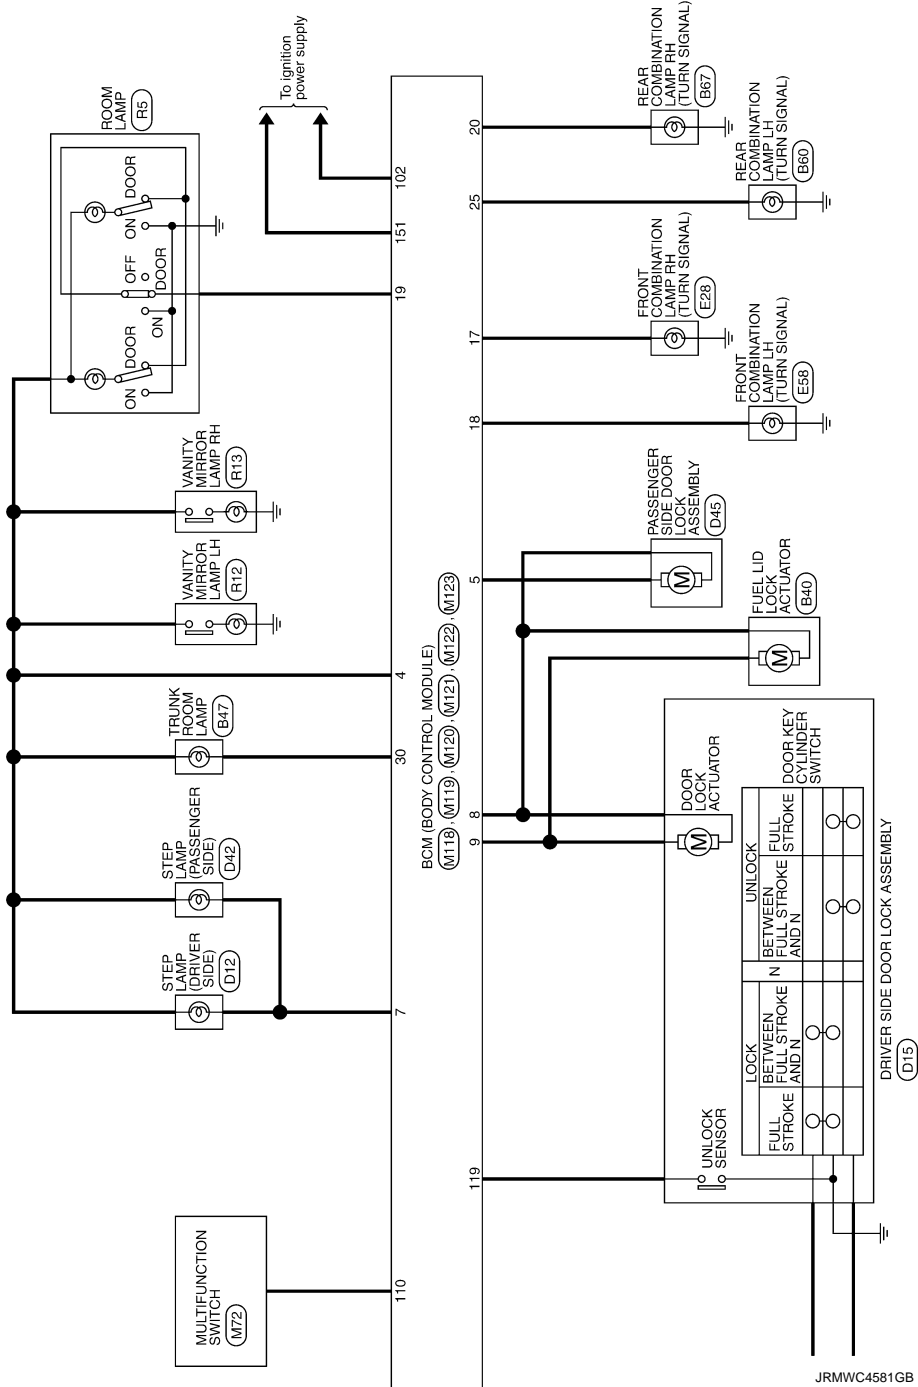 To ignition
power supply
ROOM
LAMP
R5
DOOR
ON
OFF
DOOR
ON
DOOR
ON
102
151
19
VANITY
MIRROR
LAMP RH
R13
VANITY
MIRROR
LAMP LH
R12
4
TRUNK
ROOM
LAMP
B47
30
STEP
LAMP
(PASSENGER
SIDE)
D42
STEP
LAMP
(DRIVER
SIDE)
D12
7
MULTIFUNCTION
SWITCH
M72
110
BCM (BODY CONTROL MODULE)
M118 , M119 , M120 , M121 , M122 , M123
20
REAR
COMBINATION
LAMP RH
(TURN SIGNAL)
B67
25
REAR
COMBINATION
LAMP LH
(TURN SIGNAL)
B60
17
FRONT
COMBINATION
LAMP RH
(TURN SIGNAL)
E28
18
FRONT
COMBINATION
LAMP LH
(TURN SIGNAL)
E58
5
PASSENGER
SIDE DOOR
LOCK
ASSEMBLY
D45
M
FUEL LID
LOCK
ACTUATOR
B40
M
8
9
DOOR
LOCK
ACTUATOR
M
DOOR KEY
CYLINDER
SWITCH
LOCK
N
UNLOCK
FULL
STROKE
BETWEEN
FULL STROKE
AND N
BETWEEN
FULL STROKE
AND N
FULL
STROKE
119
UNLOCK
SENSOR
DRIVER SIDE DOOR LOCK ASSEMBLY
D15
JRMWC4581GB